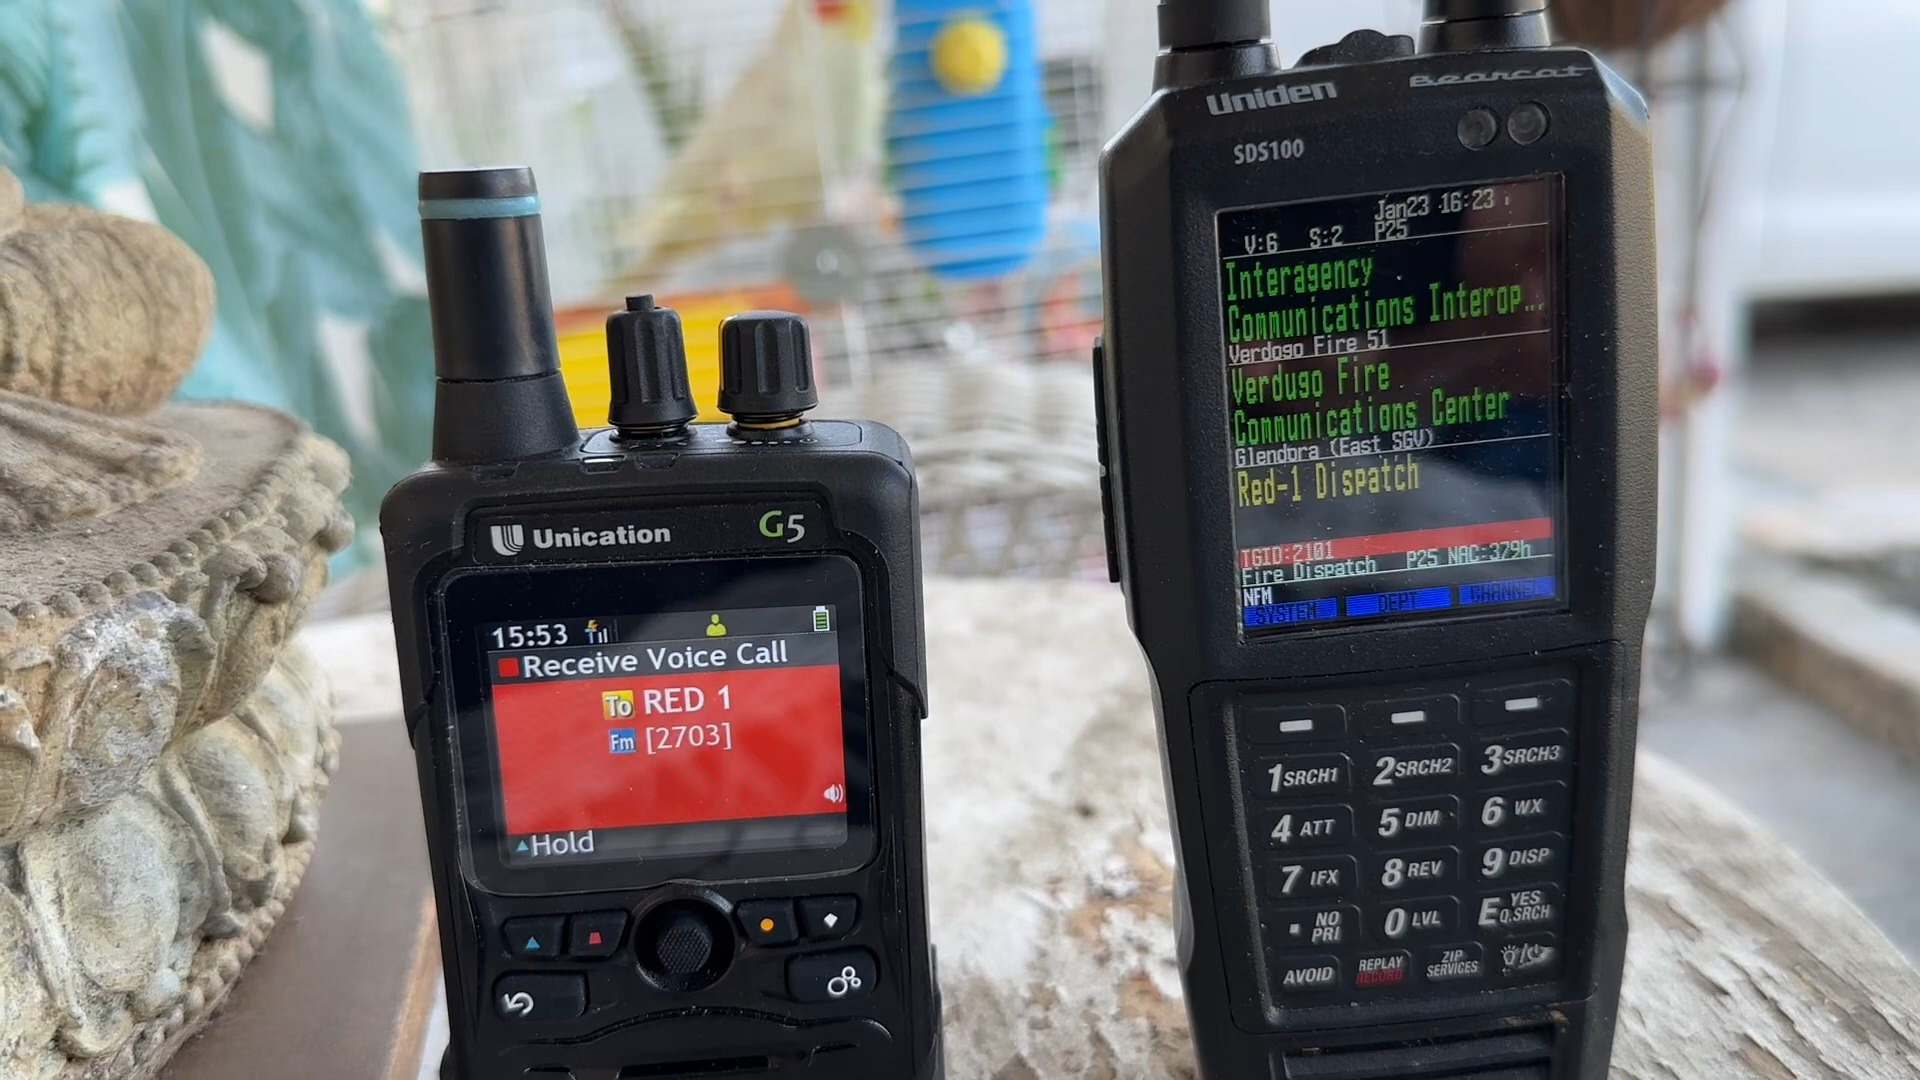 Unication G5
15:53
Receive Voice Call
To RED 1
Fm [2703]
Hold
Uniden Bearcat
SDS100
Jan23 16:23
V:6 S:2 P25
Interagency
Communications Interop...
Verdogo Fire 51
Verdugo Fire
Communications Center
Glendora (East SGV)
Red-1 Dispatch
TGID:2101
Fire Dispatch P25 NAC:379h
NFM
SYSTEM DEPT CHANNEL
1 SRCH1 2 SRCH2 3 SRCH3
4 ATT 5 DIM 6 WX
7 IFX 8 REV 9 DISP
. NO PRI 0 LVL E YES Q.SRCH
AVOID REPLAY RECORD ZIP SERVICES